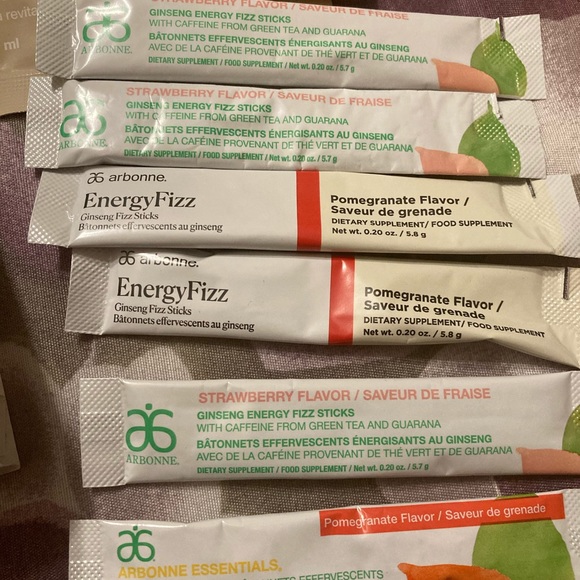 revita
ml
STRAWBERRY FLAVOR / SAVEUR DE FRAISE
GINSENG ENERGY FIZZ STICKS
WITH CAFFEINE FROM GREEN TEA AND GUARANA
BÂTONNETS EFFERVESCENTS ÉNERGISANTS AU GINSENG
AVEC DE LA CAFÉINE PROVENANT DE THÉ VERT ET DE GUARANA
DIETARY SUPPLEMENT / FOOD SUPPLEMENT / Net wt. 0.20 oz. / 5.7 g
ARBONNE.
STRAWBERRY FLAVOR / SAVEUR DE FRAISE
GINSENG ENERGY FIZZ STICKS
WITH CAFFEINE FROM GREEN TEA AND GUARANA
BÂTONNETS EFFERVESCENTS ÉNERGISANTS AU GINSENG
AVEC DE LA CAFÉINE PROVENANT DE THÉ VERT ET DE GUARANA
DIETARY SUPPLEMENT / FOOD SUPPLEMENT / Net wt. 0.20 oz. / 5.7 g
ARBONNE.
arbonne.
EnergyFizz
Ginseng Fizz Sticks
Bâtonnets effervescents au ginseng
Pomegranate Flavor /
Saveur de grenade
DIETARY SUPPLEMENT/ FOOD SUPPLEMENT
Net wt. 0.20 oz. / 5.8 g
arbonne.
EnergyFizz
Ginseng Fizz Sticks
Bâtonnets effervescents au ginseng
Pomegranate Flavor /
Saveur de grenade
DIETARY SUPPLEMENT/ FOOD SUPPLEMENT
Net wt. 0.20 oz. / 5.8 g
STRAWBERRY FLAVOR / SAVEUR DE FRAISE
GINSENG ENERGY FIZZ STICKS
WITH CAFFEINE FROM GREEN TEA AND GUARANA
BÂTONNETS EFFERVESCENTS ÉNERGISANTS AU GINSENG
AVEC DE LA CAFÉINE PROVENANT DE THÉ VERT ET DE GUARANA
DIETARY SUPPLEMENT / FOOD SUPPLEMENT / Net wt. 0.20 oz. / 5.7 g
ARBONNE.
Pomegranate Flavor / Saveur de grenade
ARBONNE ESSENTIALS
EFFERVESCENTS